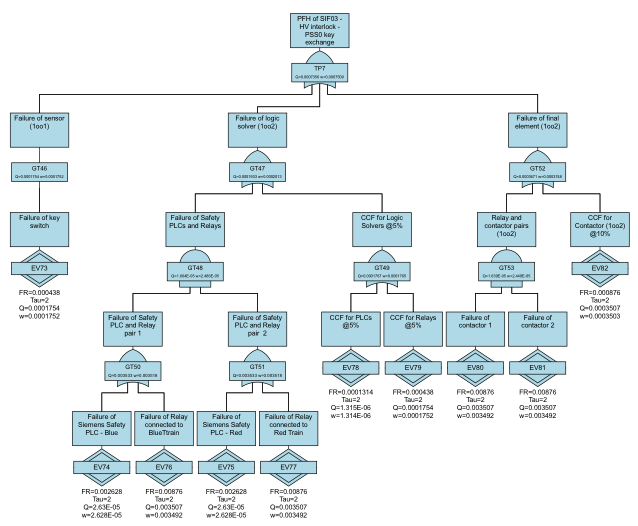 PFH of SIF03 -
HV interlock -
PSS0 key
exchange
TP7
Failure of sensor
(1oo1)
GT46
Q=0.0001754 w=0.0001752
Failure of key
switch
EV73
FR=0.000438
Tau=2
Q=0.0001754
w=0.0001752
Failure of logic
solver (1oo2)
GT47
Failure of final
element (1oo2)
GT52
Failure of Safety
PLCs and Relays
GT48
CCF for Logic
Solvers @5%
GT49
Relay and
contactor pairs
(1oo2)
GT53
CCF for
Contactor (1oo2)
@10%
EV82
FR=0.000876
Tau=2
Q=0.0003507
w=0.0003503
Failure of Safety
PLC and Relay
pair 1
GT50
Failure of Safety
PLC and Relay
pair 2
GT51
CCF for PLCs
@5%
EV78
FR=0.0001314
Tau=2
Q=1.315E-06
w=1.314E-06
CCF for Relays
@5%
EV79
FR=0.000438
Tau=2
Q=0.0001754
w=0.0001752
Failure of
contactor 1
EV80
FR=0.00876
Tau=2
Q=0.003507
w=0.003492
Failure of
contactor 2
EV81
FR=0.00876
Tau=2
Q=0.003507
w=0.003492
Failure of
Siemens Safety
PLC - Blue
EV74
FR=0.002628
Tau=2
Q=2.63E-05
w=2.628E-05
Failure of Relay
connected to
BlueTtrain
EV76
FR=0.00876
Tau=2
Q=0.003507
w=0.003492
Failure of
Siemens Safety
PLC - Red
EV75
FR=0.002628
Tau=2
Q=2.63E-05
w=2.628E-05
Failure of Relay
connected to
Red Train
EV77
FR=0.00876
Tau=2
Q=0.003507
w=0.003492